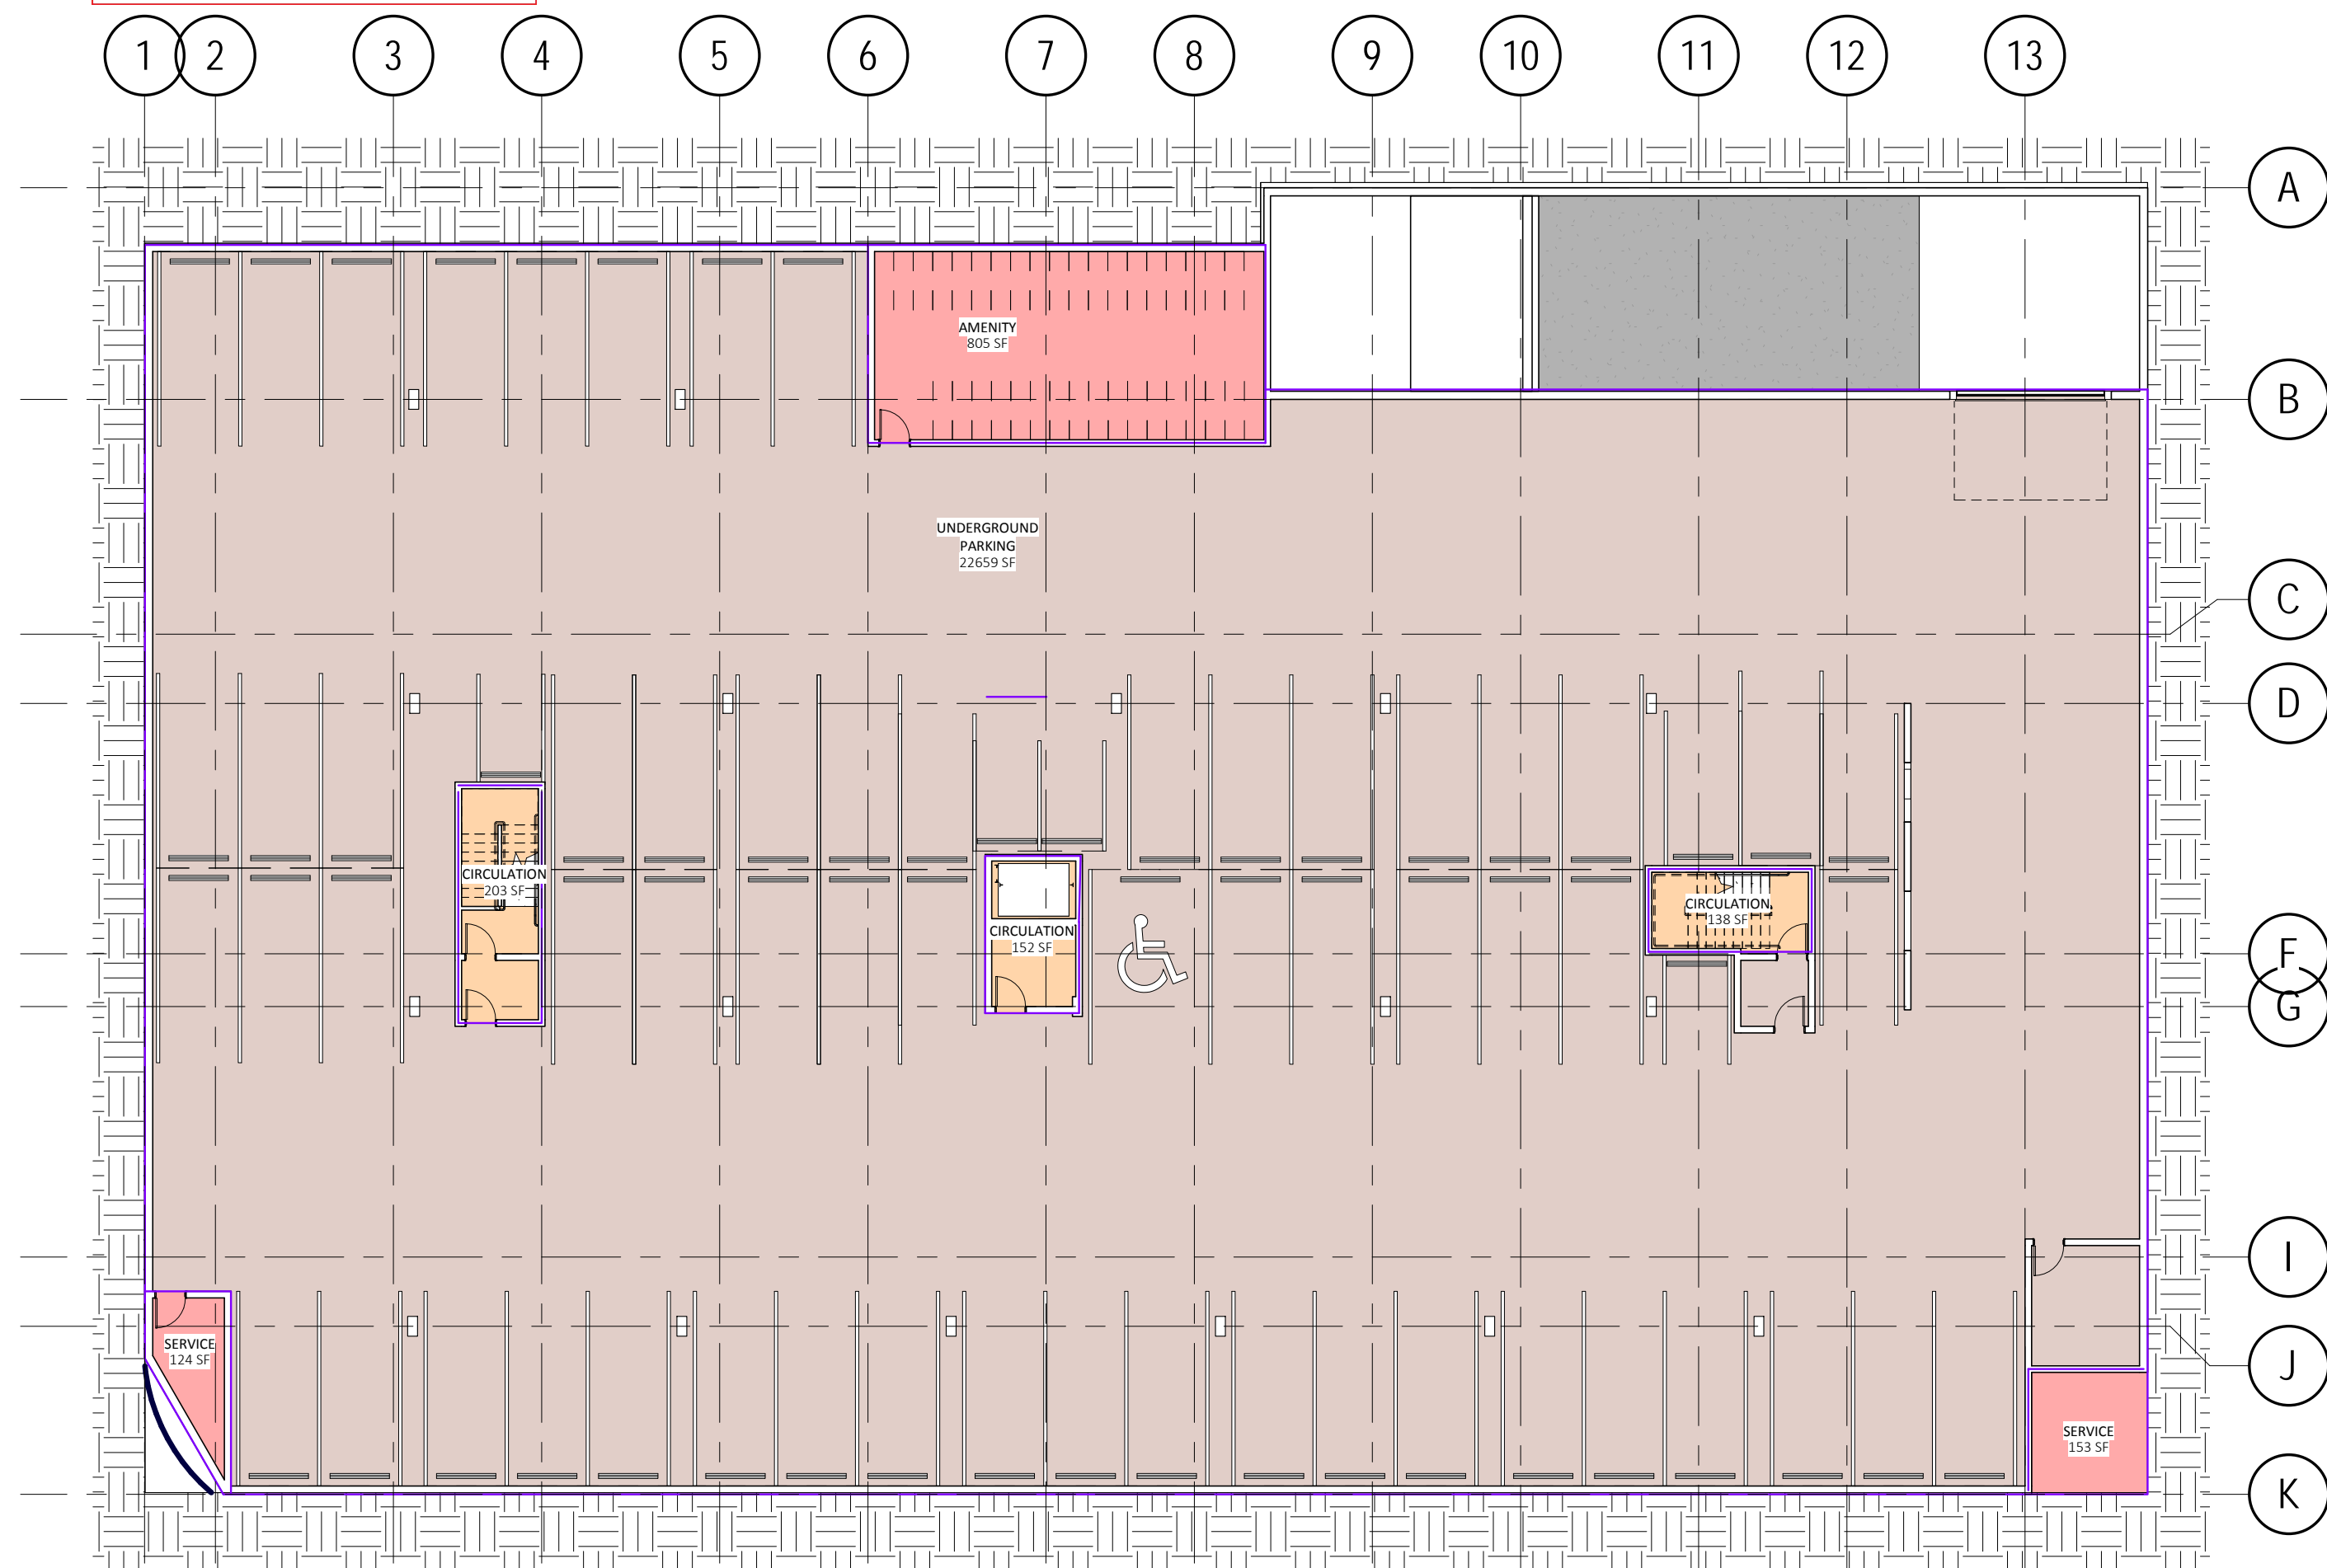 1 2 3 4 5 6 7 8 9 10 11 12 13
A
AMENITY
805 SF
B
UNDERGROUND
PARKING
22659 SF
C
D
CIRCULATION
203 SF
CIRCULATION
138 SF
CIRCULATION
152 SF
F
G
I
SERVICE
124 SF
J
SERVICE
153 SF
K